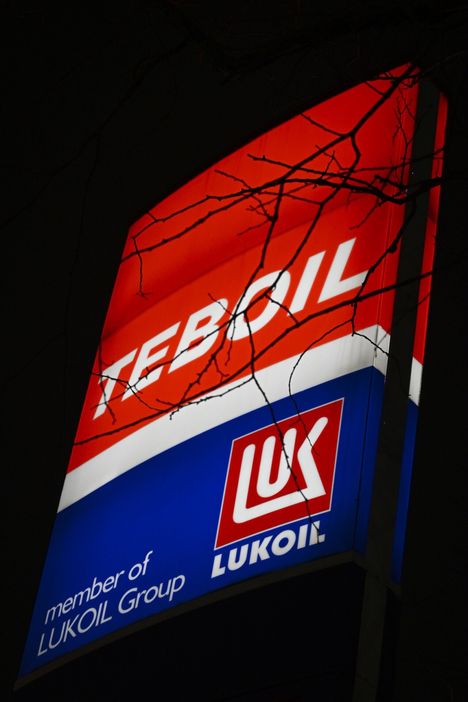 TEBOIL
LUK
LUKOIL
member of
LUKOIL Group